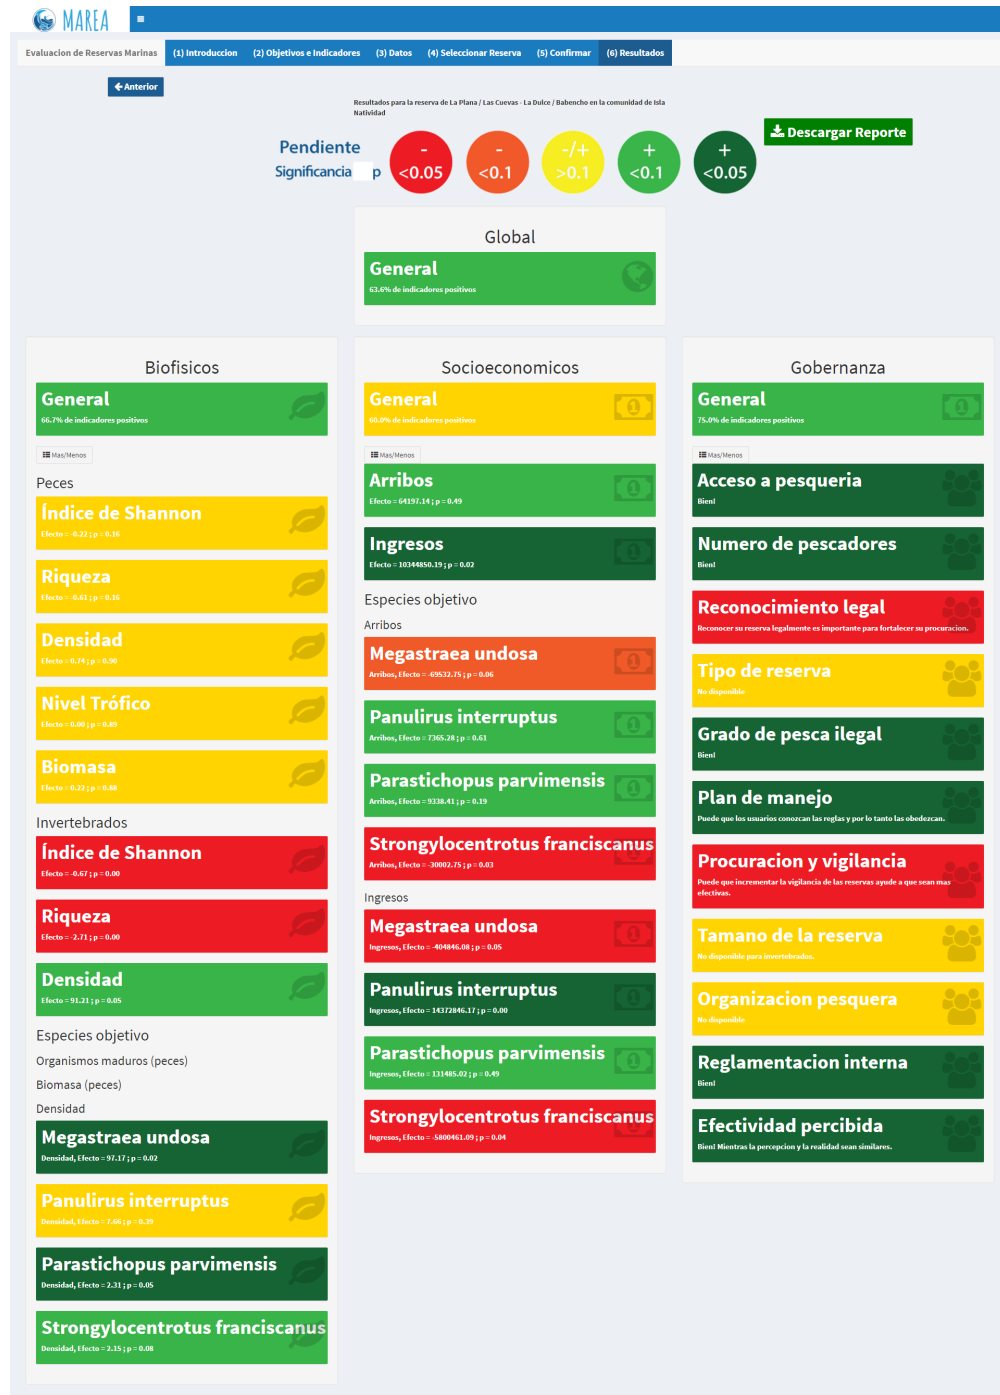 MAREA
Evaluacion de Reservas Marinas
(1) Introduccion
(2) Objetivos e Indicadores
(3) Datos
(4) Seleccionar Reserva
(5) Confirmar
(6) Resultados
Anterior
Resultados para la reserva de La Plana / Las Cuevas - La Dulce / Babencho en la comunidad de Isla
Natividad
Descargar Reporte
Pendiente
Significancia p
-
<0.05
-
<0.1
-/+
>0.1
+
<0.1
+
<0.05
Global
General
63.6% de indicadores positivos
Biofisicos
General
66.7% de indicadores positivos
Mas/Menos
Peces
Índice de Shannon
Efecto = -0.22 ; p = 0.16
Riqueza
Efecto = -0.61 ; p = 0.16
Densidad
Efecto = 0.74 ; p = 0.90
Nivel Trófico
Efecto = 0.00 ; p = 0.89
Biomasa
Efecto = 0.22 ; p = 0.88
Invertebrados
Índice de Shannon
Efecto = -0.67 ; p = 0.00
Riqueza
Efecto = -2.71 ; p = 0.00
Densidad
Efecto = 91.21 ; p = 0.05
Especies objetivo
Organismos maduros (peces)
Biomasa (peces)
Densidad
Megastraea undosa
Densidad, Efecto = 97.17 ; p = 0.02
Panulirus interruptus
Densidad, Efecto = 7.66 ; p = 0.39
Parastichopus parvimensis
Densidad, Efecto = 2.31 ; p = 0.05
Strongylocentrotus franciscanus
Densidad, Efecto = 2.15 ; p = 0.08
Socioeconomicos
General
60.0% de indicadores positivos
Mas/Menos
Arribos
Efecto = 64197.14 ; p = 0.49
Ingresos
Efecto = 10344850.19 ; p = 0.02
Especies objetivo
Arribos
Megastraea undosa
Arribos, Efecto = -69532.75 ; p = 0.06
Panulirus interruptus
Arribos, Efecto = 7365.28 ; p = 0.61
Parastichopus parvimensis
Arribos, Efecto = 9338.41 ; p = 0.19
Strongylocentrotus franciscanus
Arribos, Efecto = -30002.75 ; p = 0.03
Ingresos
Megastraea undosa
Ingresos, Efecto = -404846.08 ; p = 0.05
Panulirus interruptus
Ingresos, Efecto = 14372846.17 ; p = 0.00
Parastichopus parvimensis
Ingresos, Efecto = 131485.02 ; p = 0.49
Strongylocentrotus franciscanus
Ingresos, Efecto = -5800461.09 ; p = 0.04
Gobernanza
General
75.0% de indicadores positivos
Mas/Menos
Acceso a pesqueria
Bien!
Numero de pescadores
Bien!
Reconocimiento legal
Reconocer su reserva legalmente es importante para fortalecer su procuracion.
Tipo de reserva
No disponible
Grado de pesca ilegal
Bien!
Plan de manejo
Puede que los usuarios conozcan las reglas y por lo tanto las obedezcan.
Procuracion y vigilancia
Puede que incrementar la vigilancia de las reservas ayude a que sean mas
efectivas.
Tamano de la reserva
No disponible para invertebrados.
Organizacion pesquera
No disponible
Reglamentacion interna
Bien!
Efectividad percibida
Bien! Mientras la percepcion y la realidad sean similares.